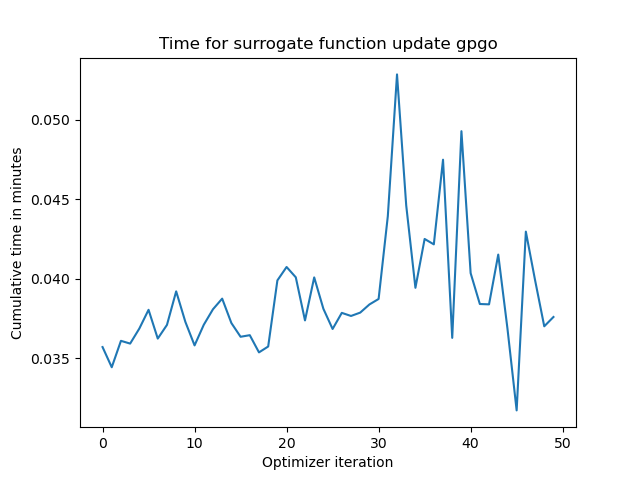 Time for surrogate function update gpgo
Cumulative time in minutes
0.050
0.045
0.040
0.035
0 10 20 30 40 50
Optimizer iteration